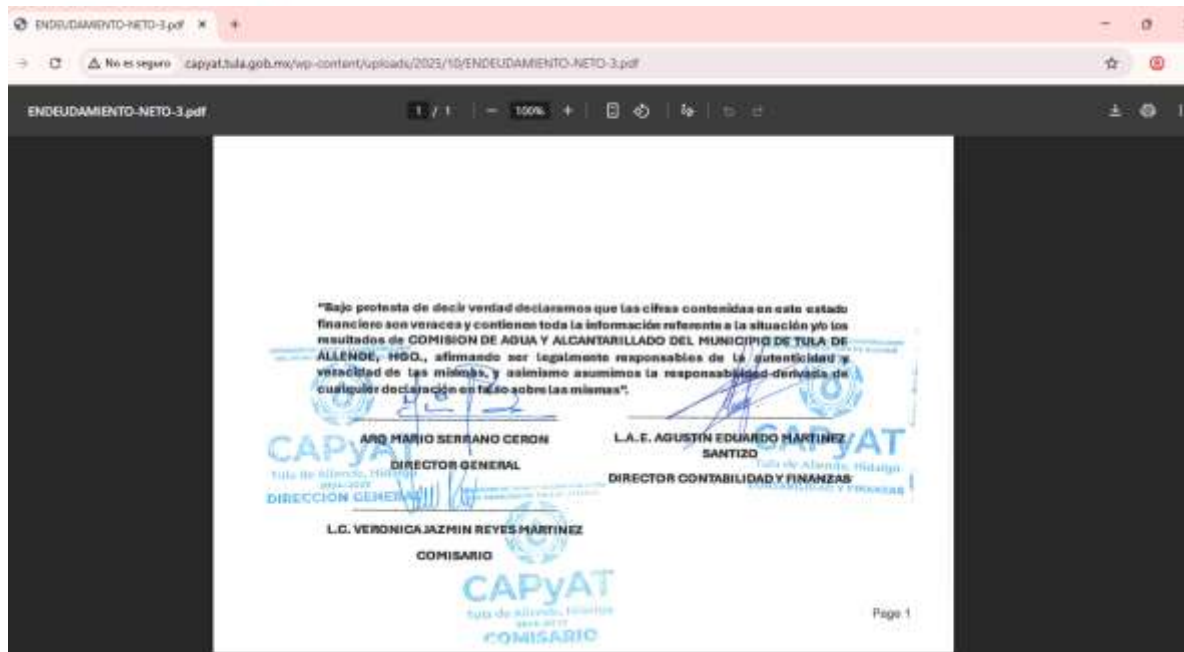 ENDEUDAMIENTO-NETO-3.pdf
No es seguro capyat.tula.gob.mx/wp-content/uploads/2025/10/ENDEUDAMIENTO-NETO-3.pdf
ENDEUDAMIENTO-NETO-3.pdf 1 / 1 100%
"Bajo protesta de decir verdad declaramos que las cifras contenidas en este estado
financiero son veraces y contienen toda la información referente a la situación y/o los
resultados de COMISION DE AGUA Y ALCANTARILLADO DEL MUNICIPIO DE TULA DE
ALLENDE, HGO., afirmando ser legalmente responsables de la autenticidad y
veracidad de las mismas, y asimismo asumimos la responsabilidad derivada de
cualquier declaración en falso sobre las mismas".
ARQ MARIO SERRANO CERON
DIRECTOR GENERAL
CAPyAT
Tula de Allende, Hidalgo
DIRECCIÓN GENERAL
L.A.E. AGUSTIN EDUARDO MARTINEZ
SANTIZO
DIRECTOR CONTABILIDAD Y FINANZAS
CAPyAT
Tula de Allende, Hidalgo
CONTABILIDAD Y FINANZAS
L.C. VERONICA JAZMIN REYES MARTINEZ
COMISARIO
CAPyAT
Tula de Allende, Hidalgo
COMISARIO
Page 1